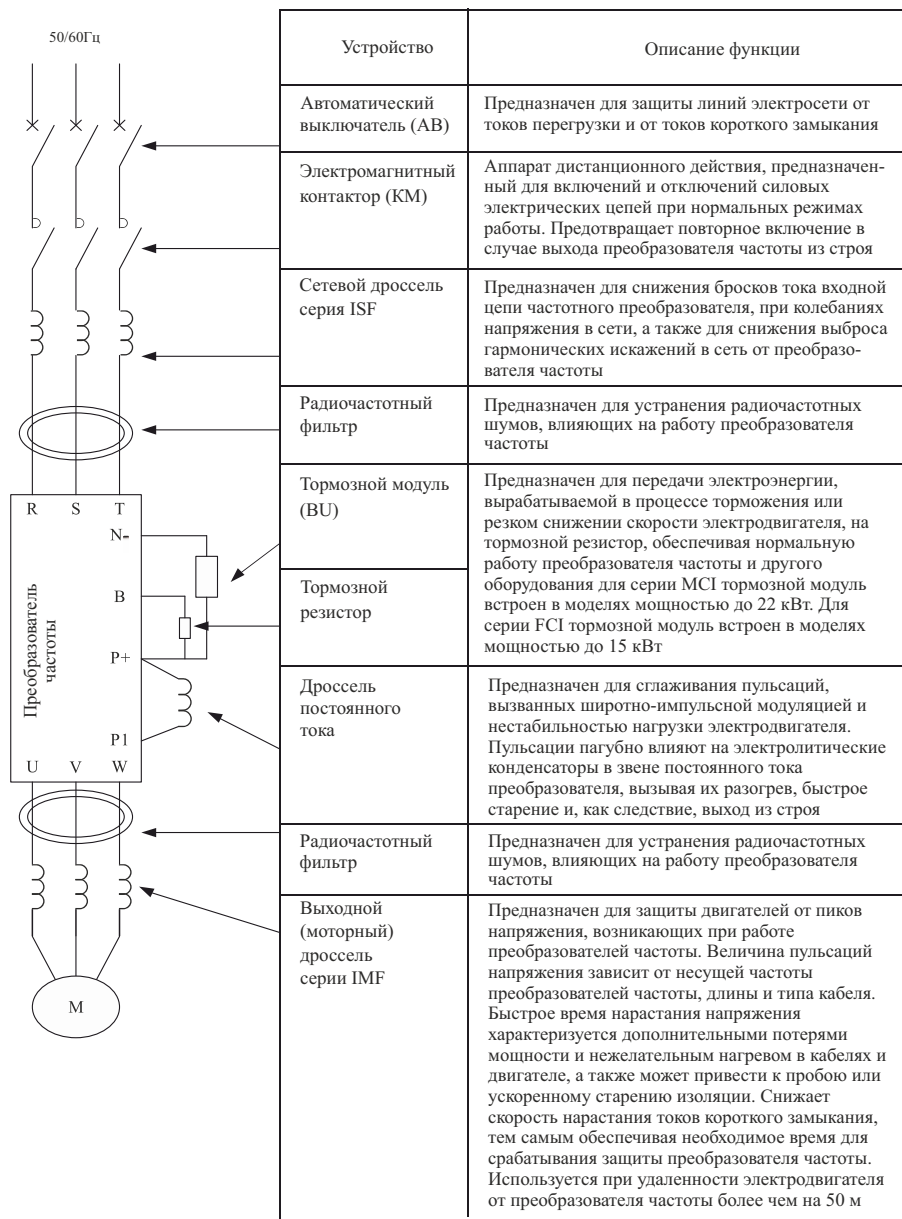 50/60Гц
R S T
N-
B
P+
P1
Преобразователь
частоты
U V W
M
Устройство
Описание функции
Автоматический
выключатель (АВ)
Предназначен для защиты линий электросети от
токов перегрузки и от токов короткого замыкания
Электромагнитный
контактор (КМ)
Аппарат дистанционного действия, предназначен-
ный для включений и отключений силовых
электрических цепей при нормальных режимах
работы. Предотвращает повторное включение в
случае выхода преобразователя частоты из строя
Сетевой дроссель
серия ISF
Предназначен для снижения бросков тока входной
цепи частотного преобразователя, при колебаниях
напряжения в сети, а также для снижения выброса
гармонических искажений в сеть от преобразо-
вателя частоты
Радиочастотный
фильтр
Предназначен для устранения радиочастотных
шумов, влияющих на работу преобразователя
частоты
Тормозной модуль
(BU)
Тормозной
резистор
Предназначен для передачи электроэнергии,
вырабатываемой в процессе торможения или
резком снижении скорости электродвигателя, на
тормозной резистор, обеспечивая нормальную
работу преобразователя частоты и другого
оборудования для серии MCI тормозной модуль
встроен в моделях мощностью до 22 кВт. Для
серии FCI тормозной модуль встроен в моделях
мощностью до 15 кВт
Дроссель
постоянного
тока
Предназначен для сглаживания пульсаций,
вызванных широтно-импульсной модуляцией и
нестабильностью нагрузки электродвигателя.
Пульсации пагубно влияют на электролитические
конденсаторы в звене постоянного тока
преобразователя, вызывая их разогрев, быстрое
старение и, как следствие, выход из строя
Радиочастотный
фильтр
Предназначен для устранения радиочастотных
шумов, влияющих на работу преобразователя
частоты
Выходной
(моторный)
дроссель
серии IMF
Предназначен для защиты двигателей от пиков
напряжения, возникающих при работе
преобразователей частоты. Величина пульсаций
напряжения зависит от несущей частоты
преобразователей частоты, длины и типа кабеля.
Быстрое время нарастания напряжения
характеризуется дополнительными потерями
мощности и нежелательным нагревом в кабелях и
двигателе, а также может привести к пробою или
ускоренному старению изоляции. Снижает
скорость нарастания токов короткого замыкания,
тем самым обеспечивая необходимое время для
срабатывания защиты преобразователя частоты.
Используется при удаленности электродвигателя
от преобразователя частоты более чем на 50 м